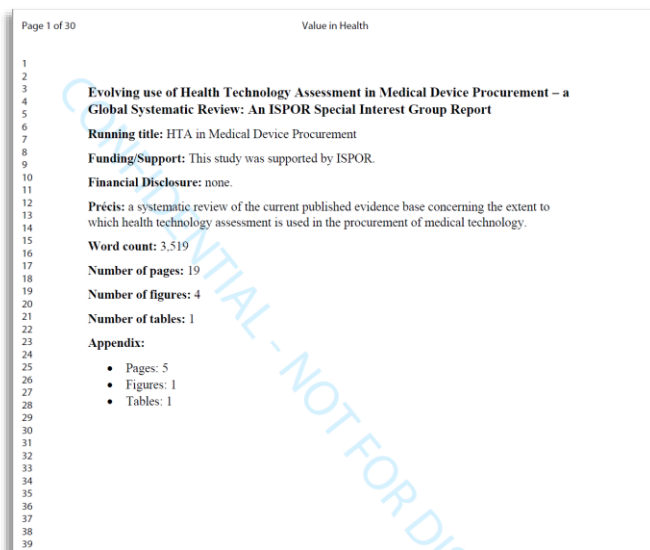 Page 1 of 30
Value in Health
1
2
3
4
5
6
7
8
9
10
11
12
13
14
15
16
17
18
19
20
21
22
23
24
25
26
27
28
29
30
31
32
33
34
35
36
37
38
39
Evolving use of Health Technology Assessment in Medical Device Procurement – a
Global Systematic Review: An ISPOR Special Interest Group Report
Running title: HTA in Medical Device Procurement
Funding/Support: This study was supported by ISPOR.
Financial Disclosure: none.
Précis: a systematic review of the current published evidence base concerning the extent to
which health technology assessment is used in the procurement of medical technology.
Word count: 3,519
Number of pages: 19
Number of figures: 4
Number of tables: 1
Appendix:
• Pages: 5
• Figures: 1
• Tables: 1
CONFIDENTIAL - NOT FOR DIS